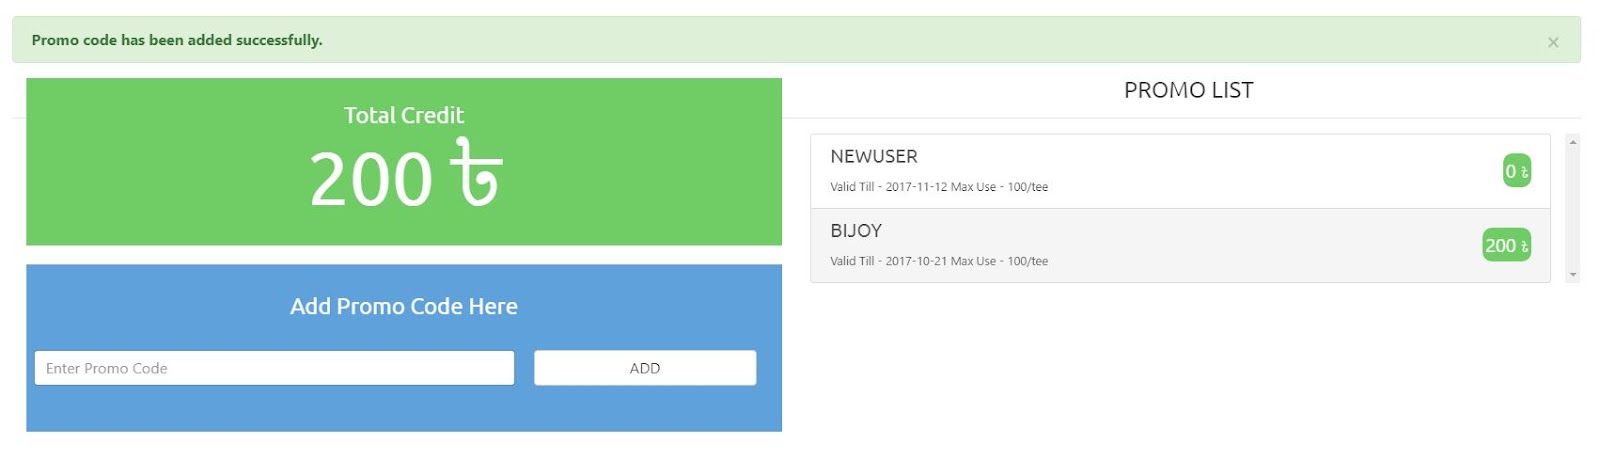 Promo code has been added successfully.
×
Total Credit
200 ৳
Add Promo Code Here
Enter Promo Code
ADD
PROMO LIST
NEWUSER
0 ৳
Valid Till - 2017-11-12 Max Use - 100/tee
BIJOY
200 ৳
Valid Till - 2017-10-21 Max Use - 100/tee